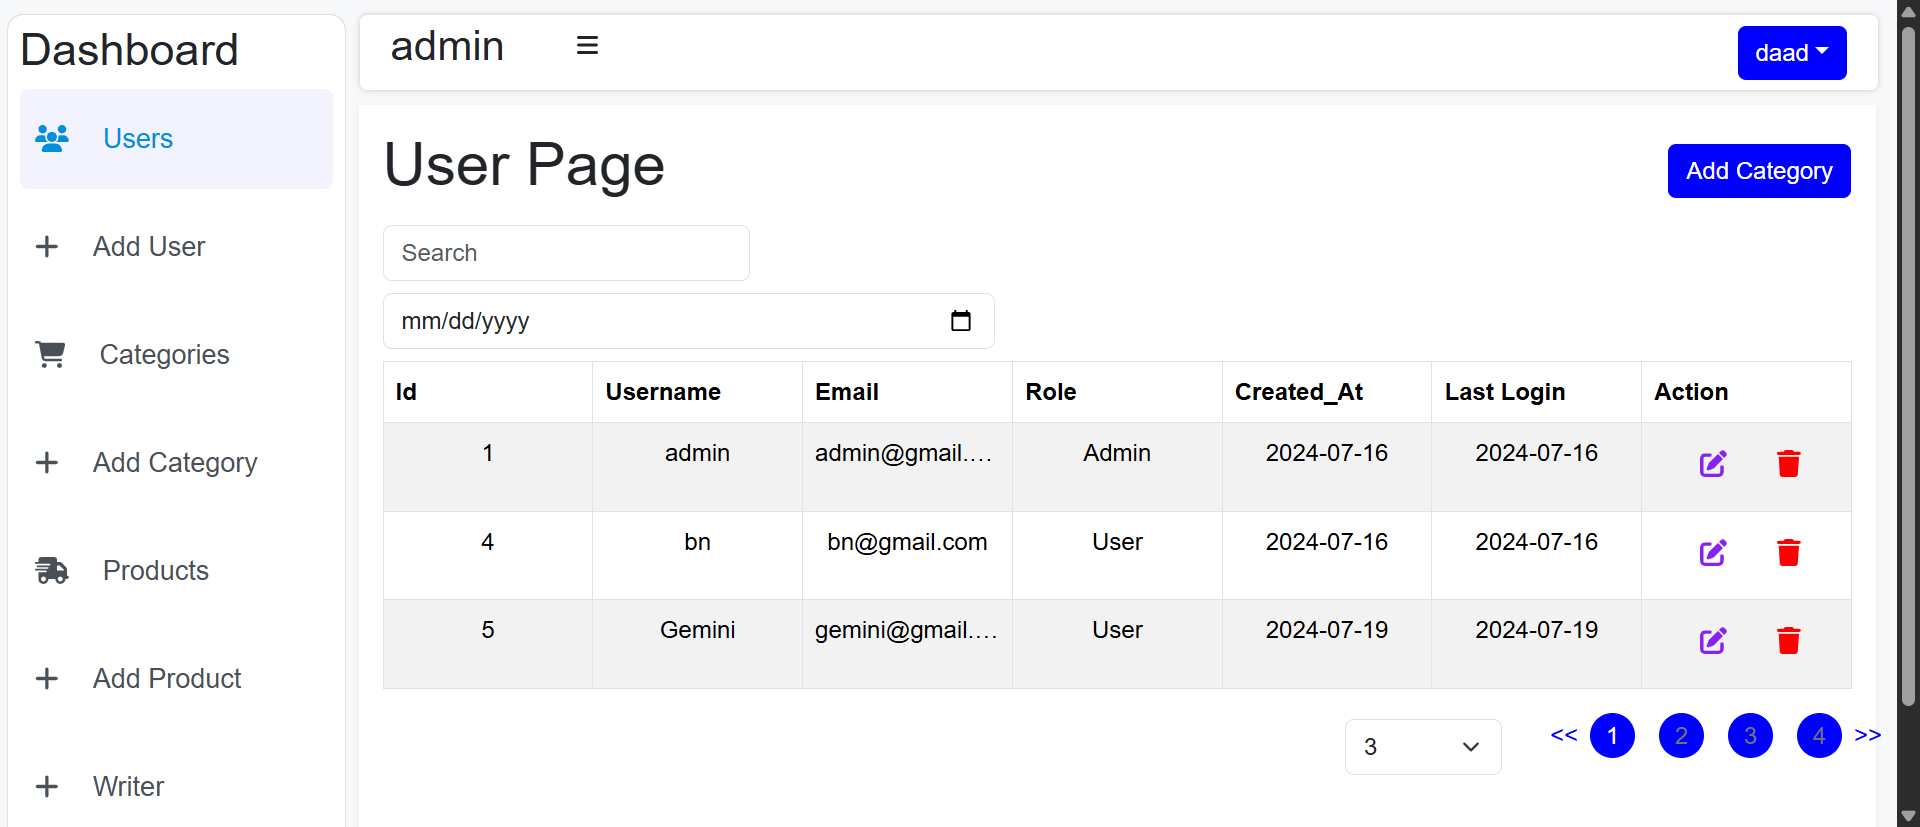 Dashboard
Users
Add User
Categories
Add Category
Products
Add Product
Writer
admin
daad
User Page
Add Category
Search
mm/dd/yyyy
Id Username Email Role Created_At Last Login Action
1 admin admin@gmail.... Admin 2024-07-16 2024-07-16
4 bn bn@gmail.com User 2024-07-16 2024-07-16
5 Gemini gemini@gmail.... User 2024-07-19 2024-07-19
3 << 1 2 3 4 >>